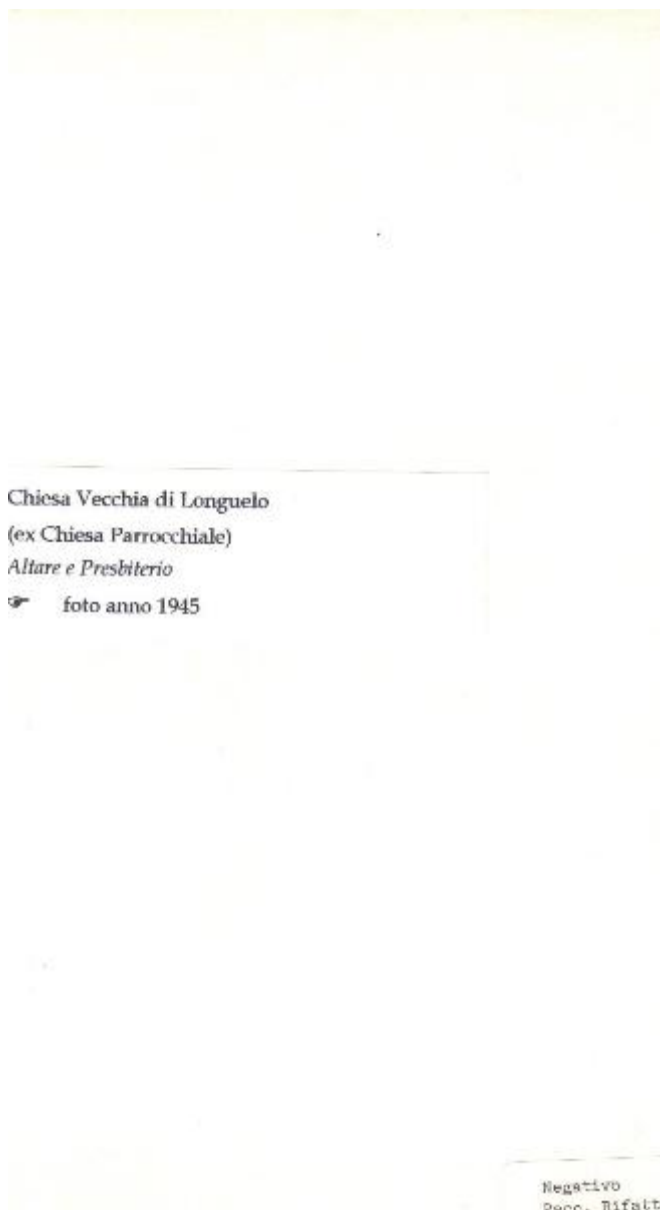 Chiesa Vecchia di Longuelo
(ex Chiesa Parrocchiale)
Altare e Presbiterio
☞ foto anno 1945
Negativo